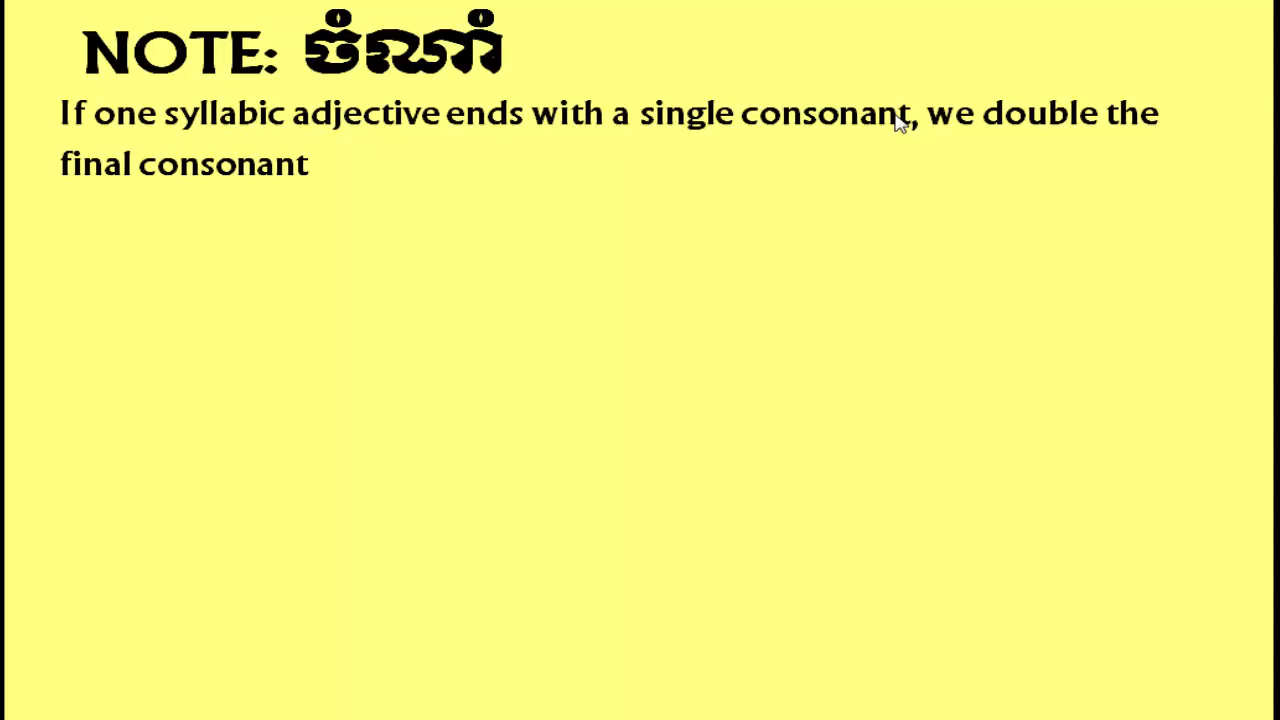 NOTE: ចំណាំ
If one syllabic adjective ends with a single consonant, we double the
final consonant